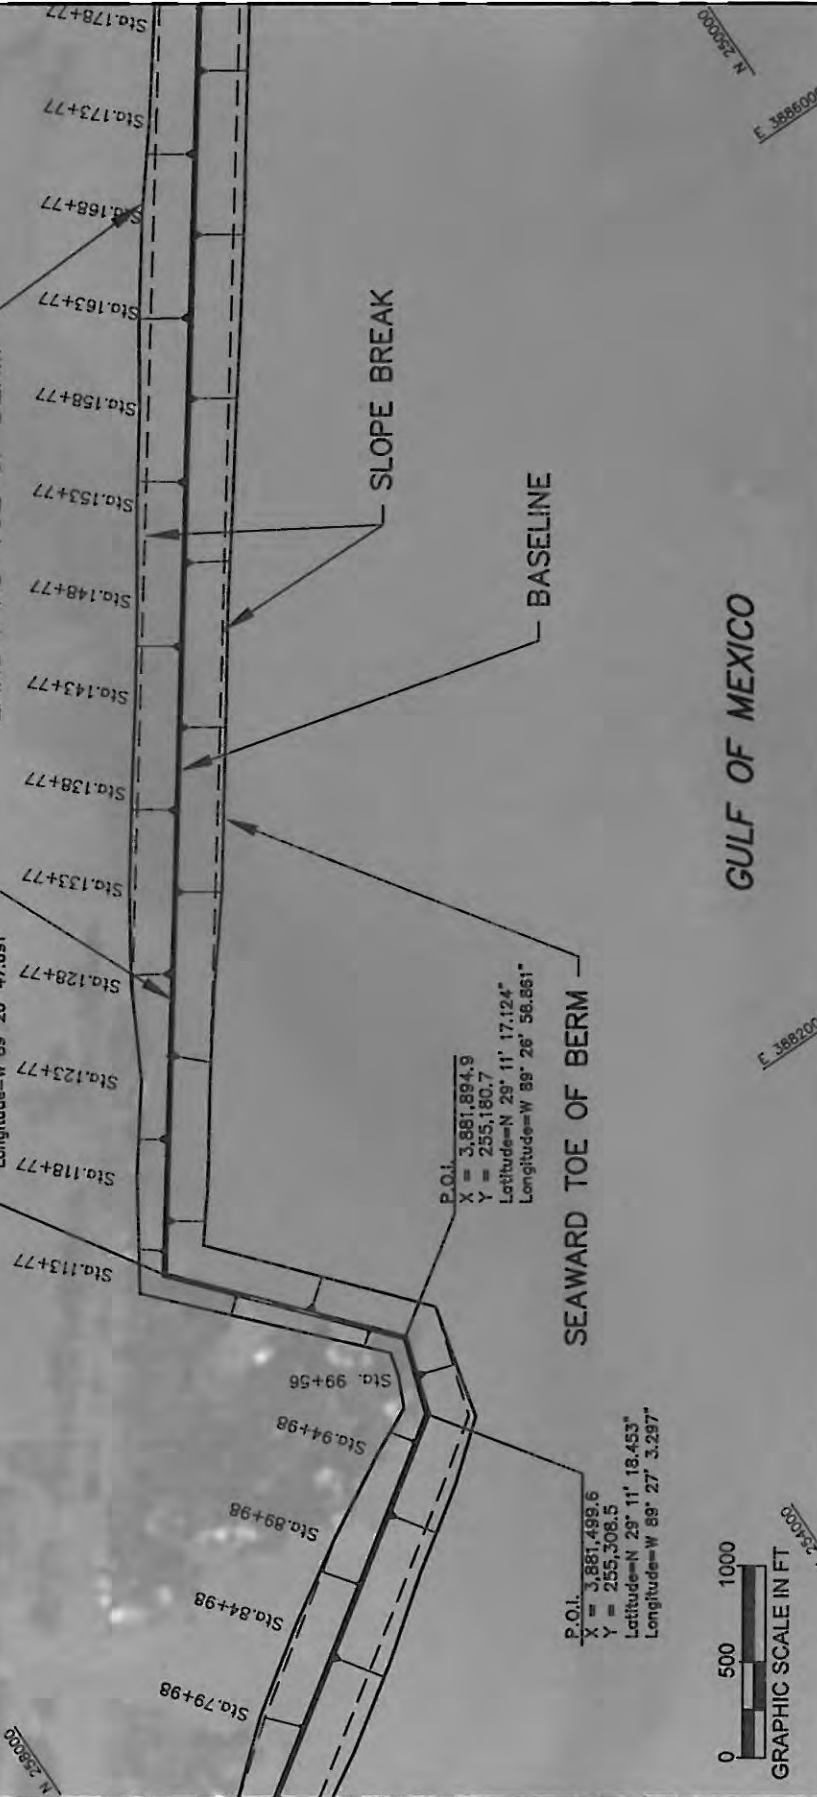 Sta.178+77
Sta.173+77
Sta.168+77
Sta.163+77
Sta.158+77
Sta.153+77
Sta.148+77
Sta.143+77
Sta.138+77
Sta.133+77
Sta.128+77
Sta.123+77
Sta.118+77
Sta.113+77
Sta. 99+56
Sta.94+98
Sta.89+98
Sta.84+98
Sta.79+98
SLOPE BREAK
BASELINE
SEAWARD TOE OF BERM
P.O.I.
X = 3,881,894.9
Y = 255,180.7
Latitude=N 29° 11' 17.124"
Longitude=W 89° 26' 56.861"
P.O.I.
X = 3,881,499.6
Y = 255,308.5
Latitude=N 29° 11' 18.453"
Longitude=W 89° 27' 3.297"
GULF OF MEXICO
N 250000
N 258000
254000
0 500 1000
GRAPHIC SCALE IN FT